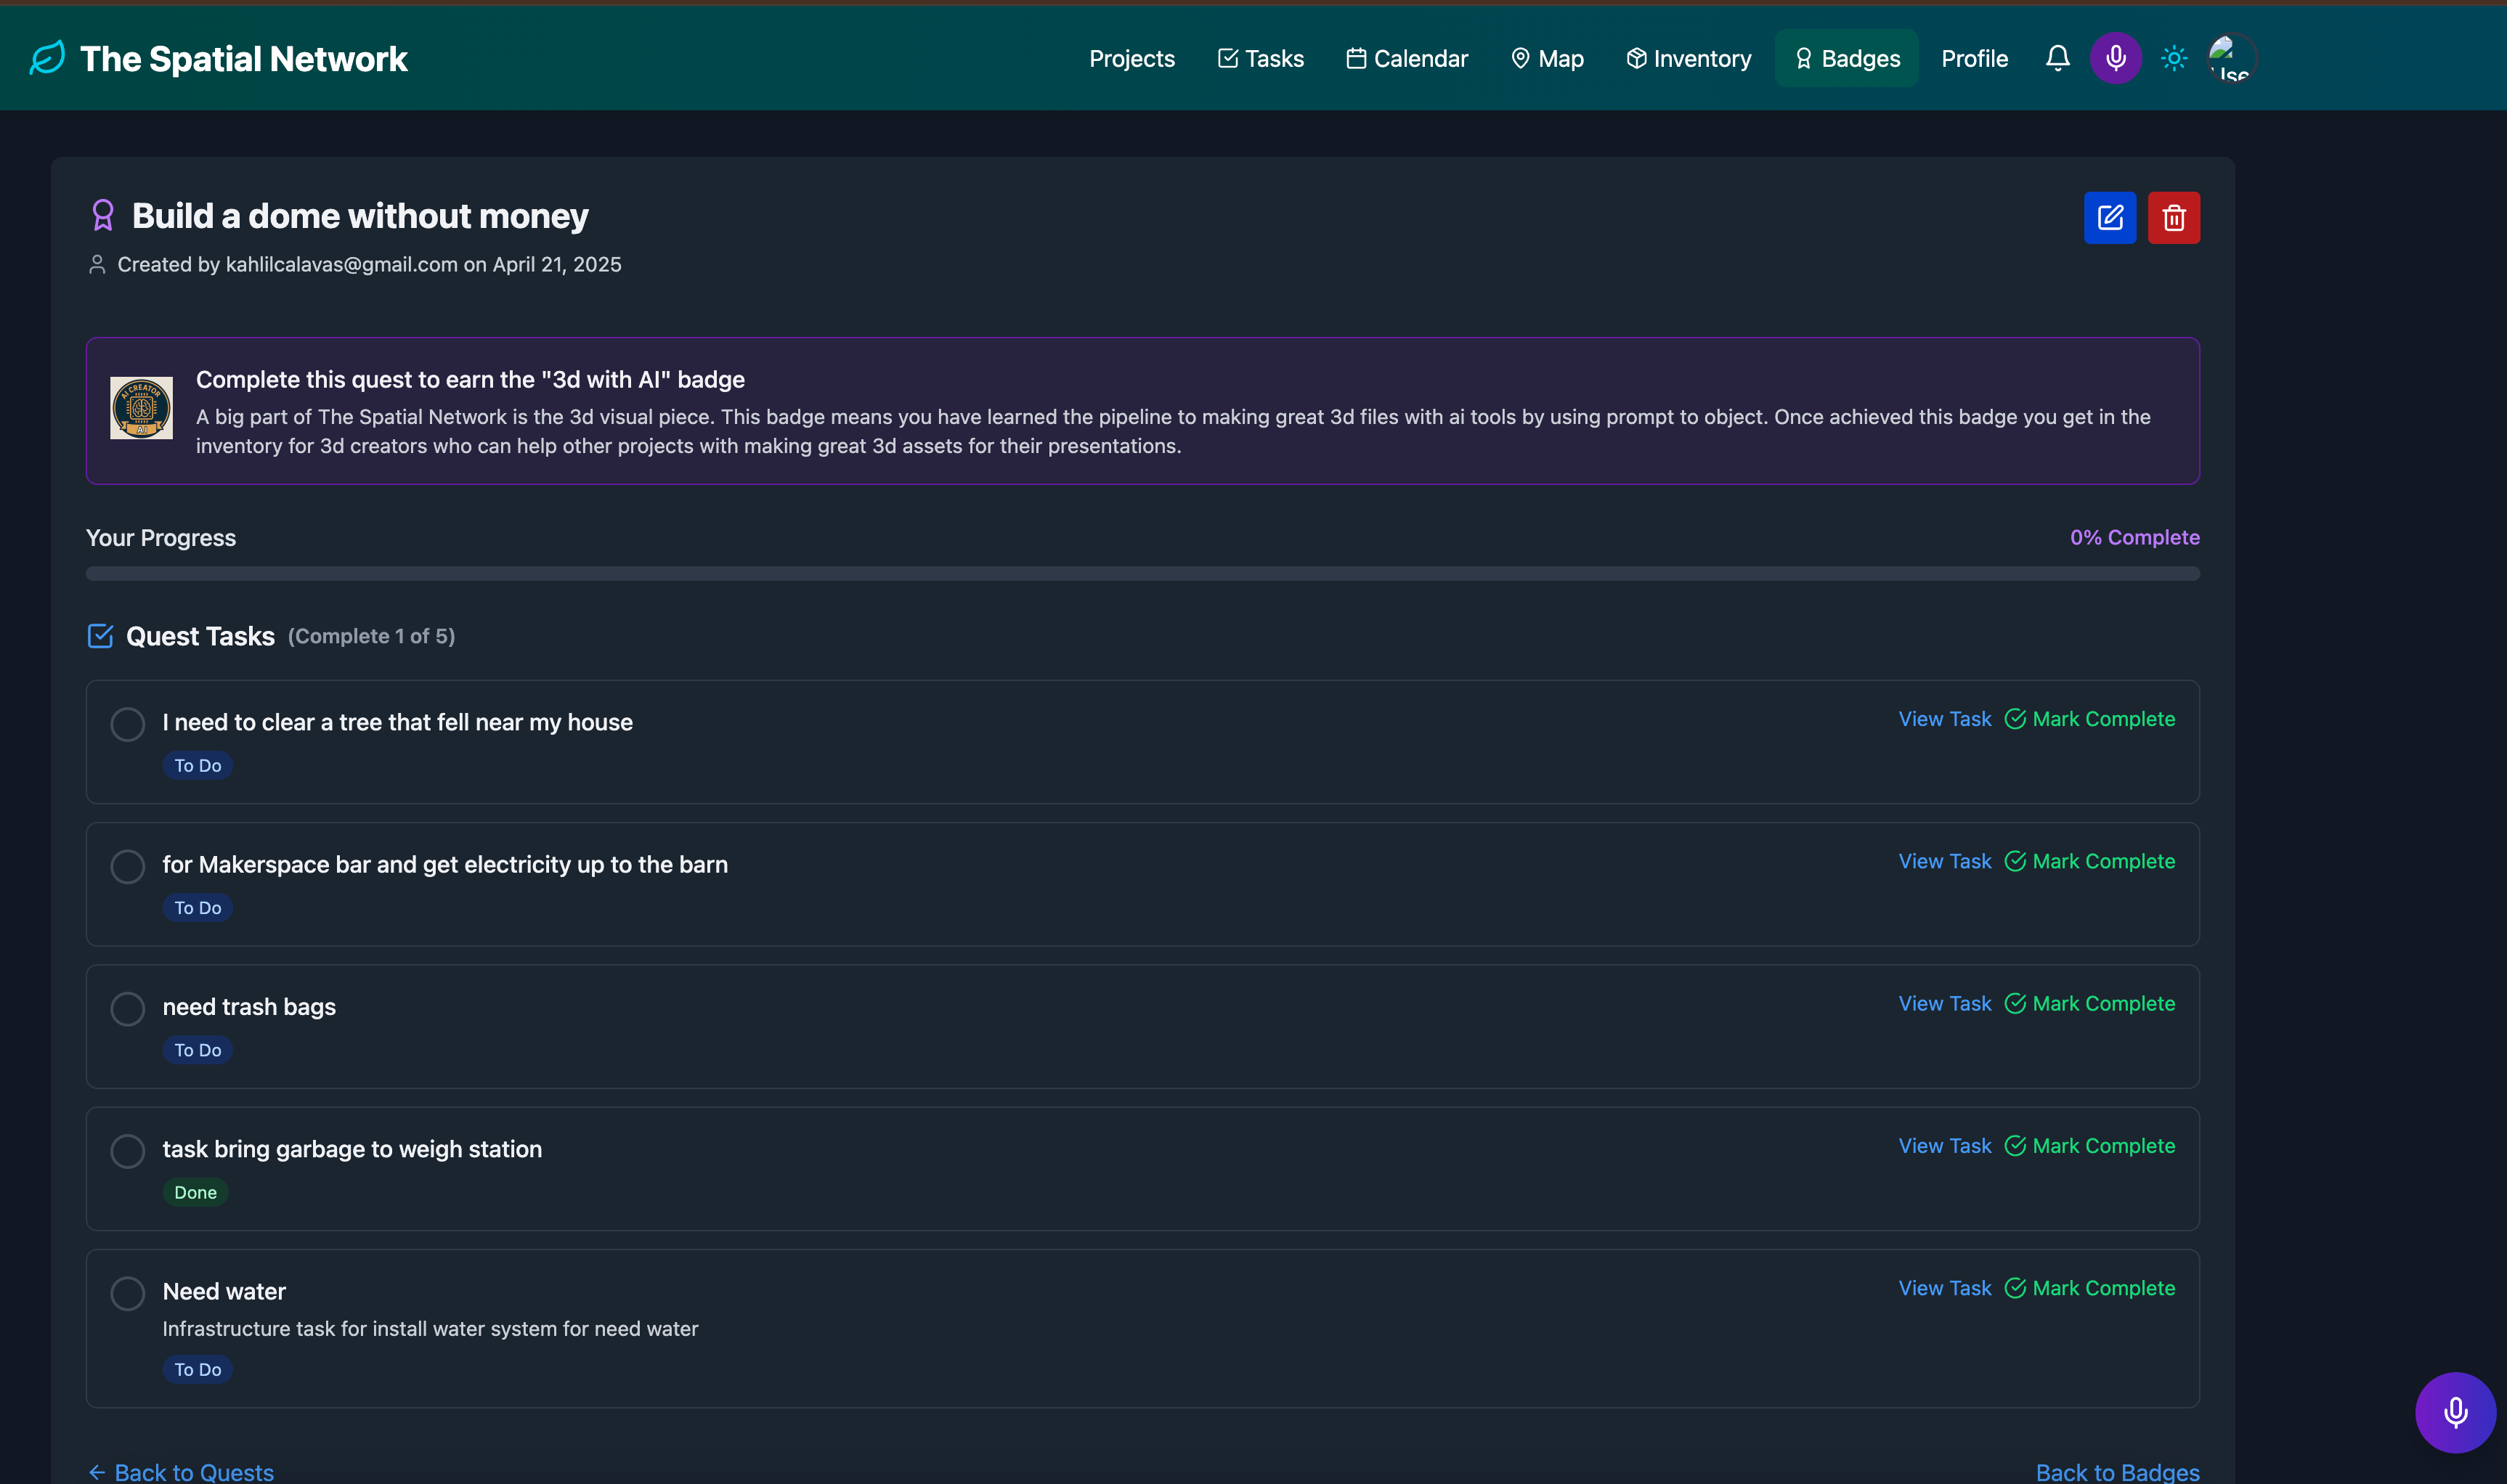 The Spatial Network
Projects
Tasks
Calendar
Map
Inventory
Badges
Profile
Use
Build a dome without money
Created by kahlilcalavas@gmail.com on April 21, 2025
AI CREATOR
AI
Complete this quest to earn the "3d with AI" badge
A big part of The Spatial Network is the 3d visual piece. This badge means you have learned the pipeline to making great 3d files with ai tools by using prompt to object. Once achieved this badge you get in the
inventory for 3d creators who can help other projects with making great 3d assets for their presentations.
Your Progress
0% Complete
Quest Tasks (Complete 1 of 5)
I need to clear a tree that fell near my house
View Task
Mark Complete
To Do
for Makerspace bar and get electricity up to the barn
View Task
Mark Complete
To Do
need trash bags
View Task
Mark Complete
To Do
task bring garbage to weigh station
View Task
Mark Complete
Done
Need water
View Task
Mark Complete
Infrastructure task for install water system for need water
To Do
Back to Quests
Back to Badges